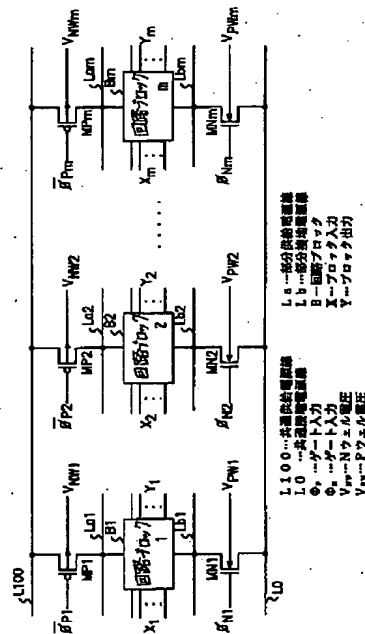 L100
φ̅P1
MP1
VNW1
La1
B1
X1
回路ブロック
1
Y1
Lb1
φN1
MN1
VPW1
L0
φ̅P2
MP2
VNW2
La2
B2
X2
回路ブロック
2
Y2
Lb2
φN2
MN2
VPW2
φ̅Pm
MPm
VNWm
Lam
Bm
Xm
回路ブロック
m
Ym
Lbm
φNm
MNm
VPWm
L100…共通供給電源線
L0…共通接地電源線
Φp…ゲート入力
Φn…ゲート入力
VNW…Nウェル電圧
VPW…Pウェル電圧
La…部分供給電源線
Lb…部分接地電源線
B…回路ブロック
X…ブロック入力
Y…ブロック出力